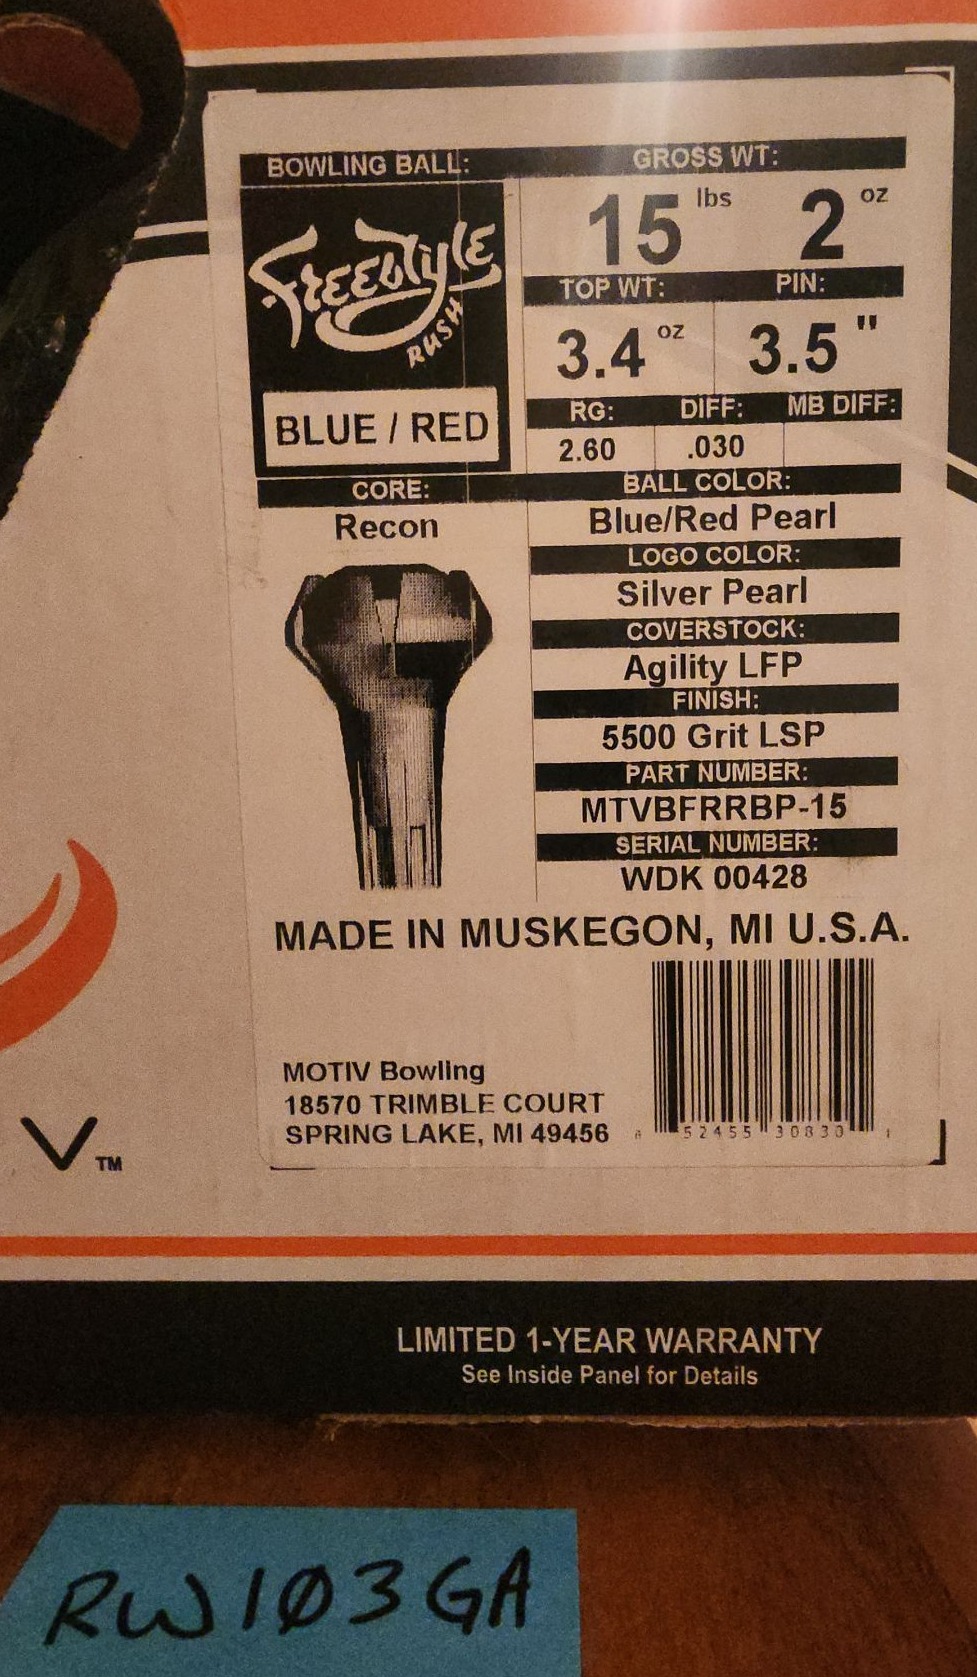 BOWLING BALL:
GROSS WT:
Freestyle
RUSH
BLUE / RED
15 lbs 2 oz
TOP WT: PIN:
3.4 oz 3.5"
RG: DIFF: MB DIFF:
2.60 .030
CORE:
Recon
BALL COLOR:
Blue/Red Pearl
LOGO COLOR:
Silver Pearl
COVERSTOCK:
Agility LFP
FINISH:
5500 Grit LSP
PART NUMBER:
MTVBFRRBP-15
SERIAL NUMBER:
WDK 00428
MADE IN MUSKEGON, MI U.S.A.
MOTIV Bowling
18570 TRIMBLE COURT
SPRING LAKE, MI 49456
52455 30830 1
V TM
LIMITED 1-YEAR WARRANTY
See Inside Panel for Details
RW103GA